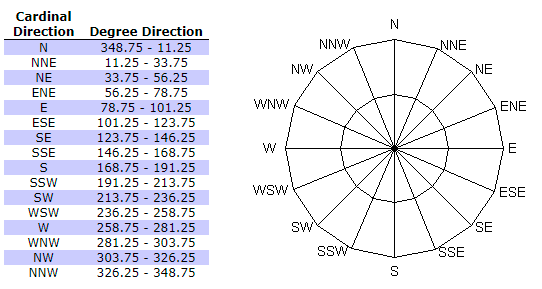 Cardinal
Direction Degree Direction
N 348.75 - 11.25
NNE 11.25 - 33.75
NE 33.75 - 56.25
ENE 56.25 - 78.75
E 78.75 - 101.25
ESE 101.25 - 123.75
SE 123.75 - 146.25
SSE 146.25 - 168.75
S 168.75 - 191.25
SSW 191.25 - 213.75
SW 213.75 - 236.25
WSW 236.25 - 258.75
W 258.75 - 281.25
WNW 281.25 - 303.75
NW 303.75 - 326.25
NNW 326.25 - 348.75
N
NNW NNE
NW NE
WNW ENE
W E
WSW ESE
SW SE
SSW SSE
S